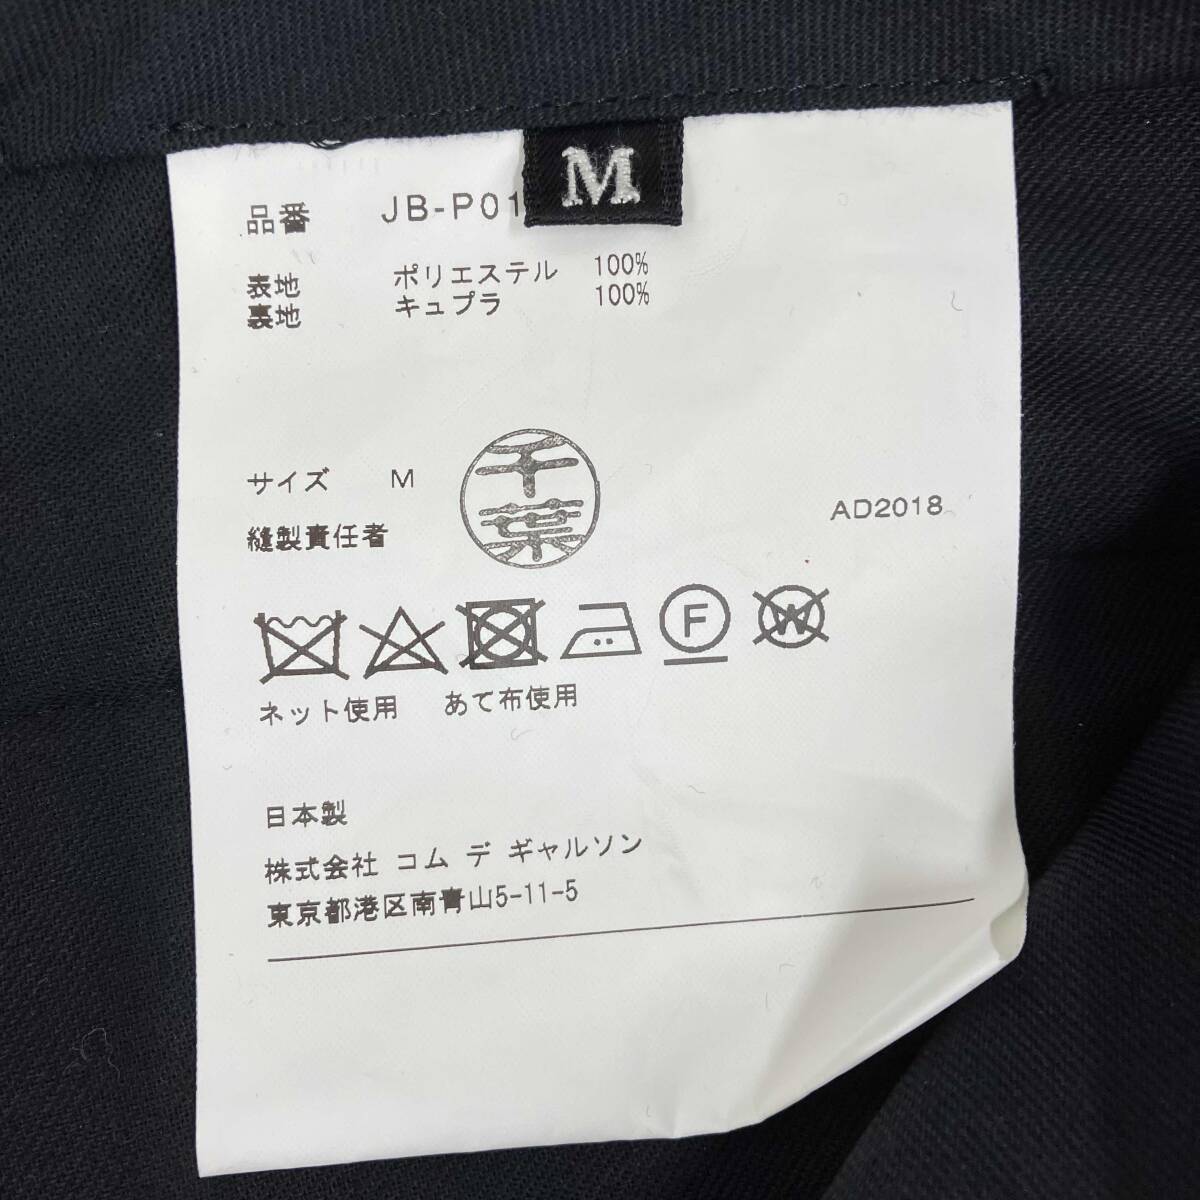 M
品番 JB-P01
表地 ポリエステル 100%
裏地 キュプラ 100%
サイズ M
千葉
縫製責任者
AD2018
F W
ネット使用 あて布使用
日本製
株式会社 コム デ ギャルソン
東京都港区南青山5-11-5